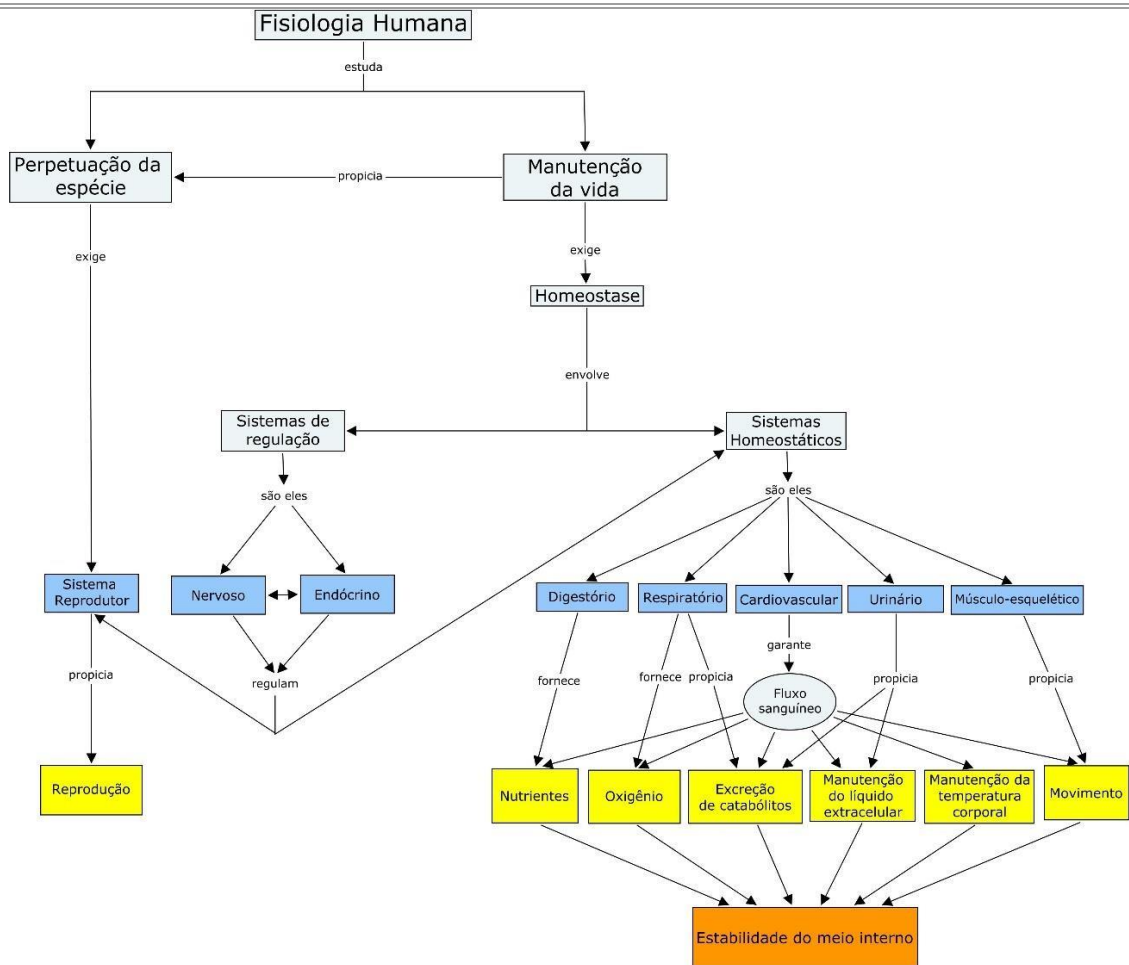 Fisiologia Humana
estuda
Perpetuação da
espécie
propicia
Manutenção
da vida
exige
exige
Homeostase
envolve
Sistemas de
regulação
Sistemas
Homeostáticos
são eles
são eles
Sistema
Reprodutor
Nervoso
Endócrino
Digestório
Respiratório
Cardiovascular
Urinário
Músculo-esquelético
garante
propicia
regulam
fornece
fornece
propicia
propicia
propicia
Fluxo
sanguíneo
Reprodução
Nutrientes
Oxigênio
Excreção
de catabólitos
Manutenção
do líquido
extracelular
Manutenção da
temperatura
corporal
Movimento
Estabilidade do meio interno